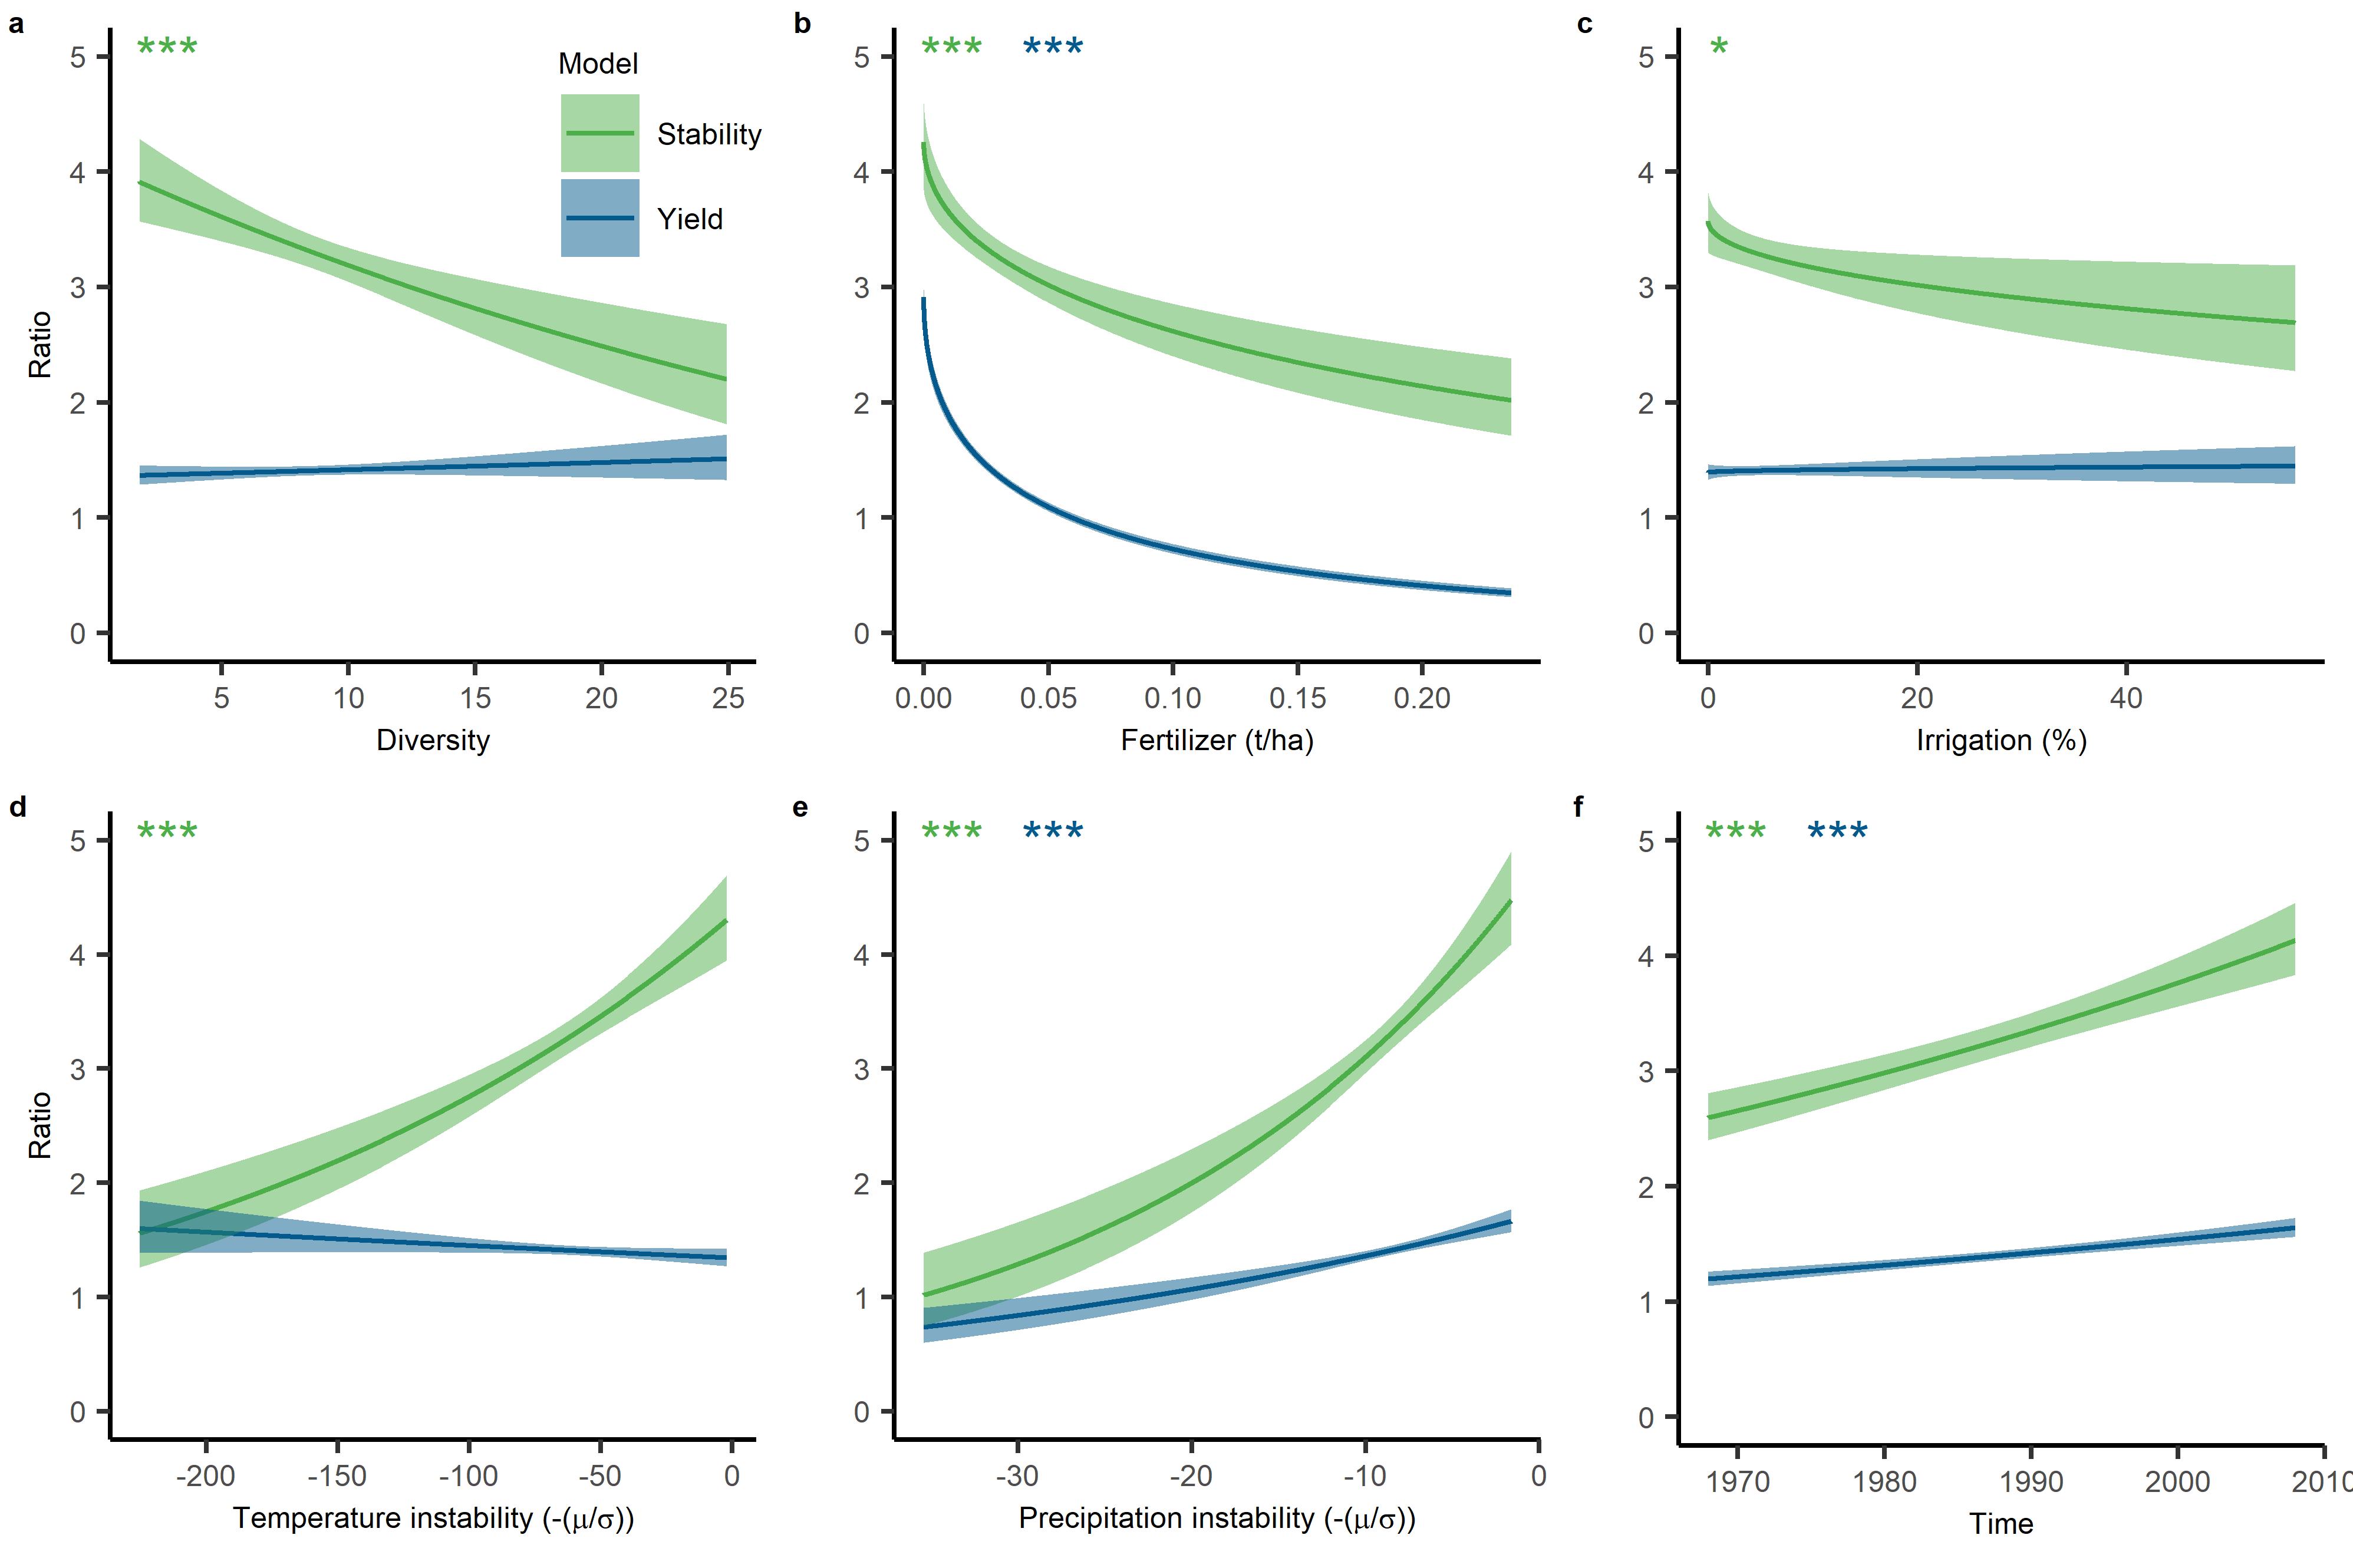 a
***
5
4
3
2
1
0
Ratio
5 10 15 20 25
Diversity
Model
Stability
Yield
b
*** ***
5
4
3
2
1
0
0.00 0.05 0.10 0.15 0.20
Fertilizer (t/ha)
c
*
5
4
3
2
1
0
0 20 40
Irrigation (%)
d
***
5
4
3
2
1
0
Ratio
-200 -150 -100 -50 0
Temperature instability (-(μ/σ))
e
*** ***
5
4
3
2
1
0
-30 -20 -10 0
Precipitation instability (-(μ/σ))
f
*** ***
5
4
3
2
1
0
1970 1980 1990 2000 2010
Time